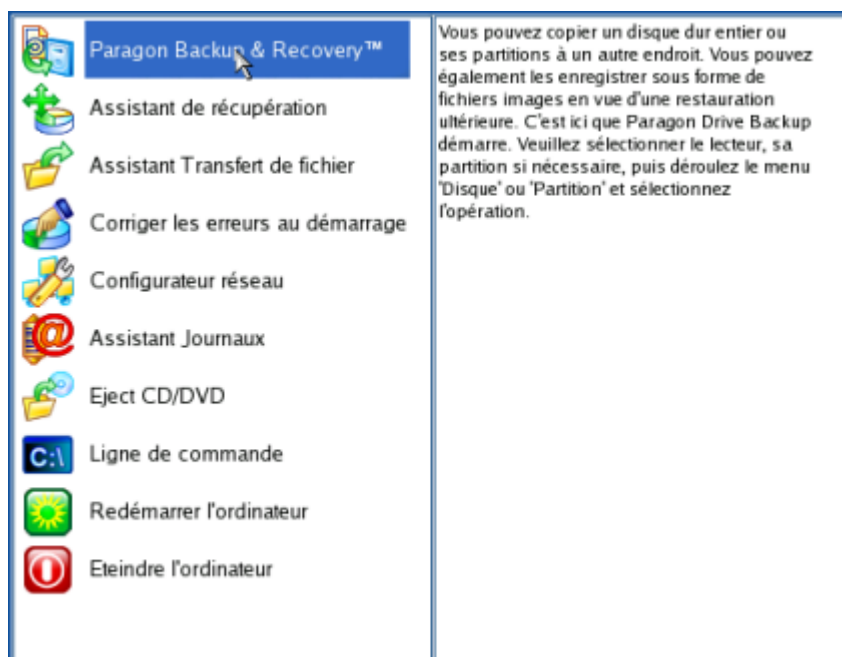 Paragon Backup & Recovery™
Assistant de récupération
Assistant Transfert de fichier
Corriger les erreurs au démarrage
Configurateur réseau
Assistant Journaux
Eject CD/DVD
C:\
Ligne de commande
Redémarrer l'ordinateur
Eteindre l'ordinateur
Vous pouvez copier un disque dur entier ou
ses partitions à un autre endroit. Vous pouvez
également les enregistrer sous forme de
fichiers images en vue d'une restauration
ultérieure. C'est ici que Paragon Drive Backup
démarre. Veuillez sélectionner le lecteur, sa
partition si nécessaire, puis déroulez le menu
'Disque' ou 'Partition' et sélectionnez
l'opération.